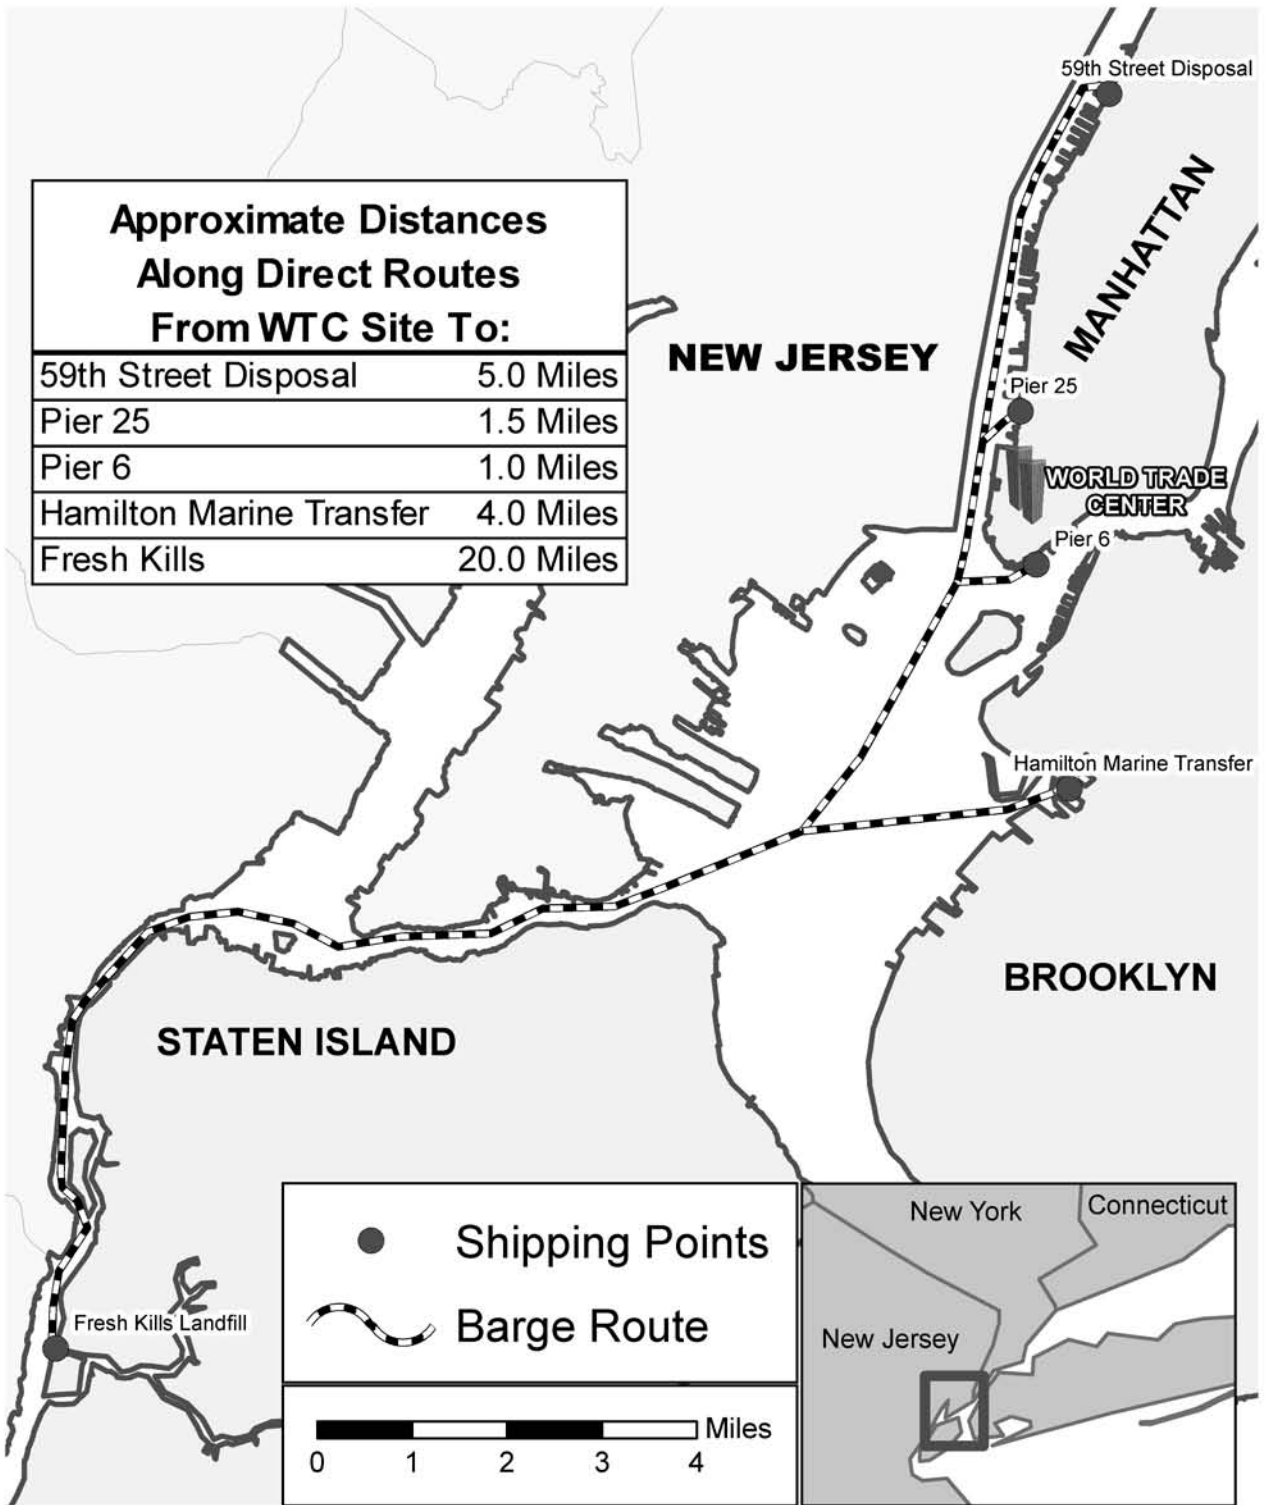 59th Street Disposal
MANHATTAN
Approximate Distances
Along Direct Routes
From WTC Site To:
59th Street Disposal 5.0 Miles
Pier 25 1.5 Miles
Pier 6 1.0 Miles
Hamilton Marine Transfer 4.0 Miles
Fresh Kills 20.0 Miles
NEW JERSEY
Pier 25
WORLD TRADE
CENTER
Pier 6
Hamilton Marine Transfer
BROOKLYN
STATEN ISLAND
Fresh Kills Landfill
Shipping Points
Barge Route
Miles
0 1 2 3 4
New York
Connecticut
New Jersey